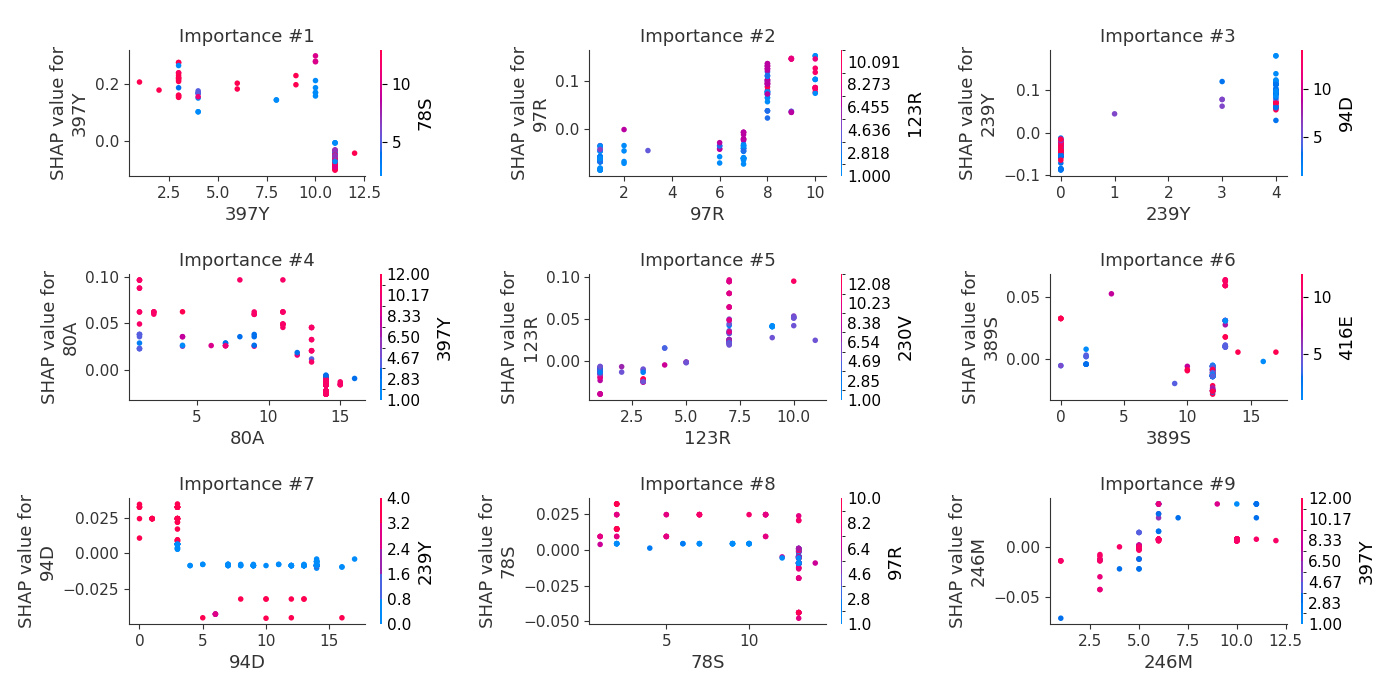 Importance #1
SHAP value for
397Y
0.2
0.0
2.5
5.0
7.5
10.0
12.5
397Y
10
5
78S
Importance #2
SHAP value for
97R
0.1
0.0
2
4
6
8
10
97R
10.091
8.273
6.455
4.636
2.818
1.000
123R
Importance #3
SHAP value for
239Y
0.1
0.0
−0.1
0
1
2
3
4
239Y
10
5
94D
Importance #4
SHAP value for
80A
0.10
0.05
0.00
5
10
15
80A
12.00
10.17
8.33
6.50
4.67
2.83
1.00
397Y
Importance #5
SHAP value for
123R
0.10
0.05
0.00
2.5
5.0
7.5
10.0
123R
12.08
10.23
8.38
6.54
4.69
2.85
1.00
230V
Importance #6
SHAP value for
389S
0.05
0.00
0
5
10
15
389S
10
5
416E
Importance #7
SHAP value for
94D
0.025
0.000
−0.025
0
5
10
15
94D
4.0
3.2
2.4
1.6
0.8
0.0
239Y
Importance #8
SHAP value for
78S
0.025
0.000
−0.025
−0.050
5
10
78S
10.0
8.2
6.4
4.6
2.8
1.0
97R
Importance #9
SHAP value for
246M
0.00
−0.05
2.5
5.0
7.5
10.0
12.5
246M
12.00
10.17
8.33
6.50
4.67
2.83
1.00
397Y